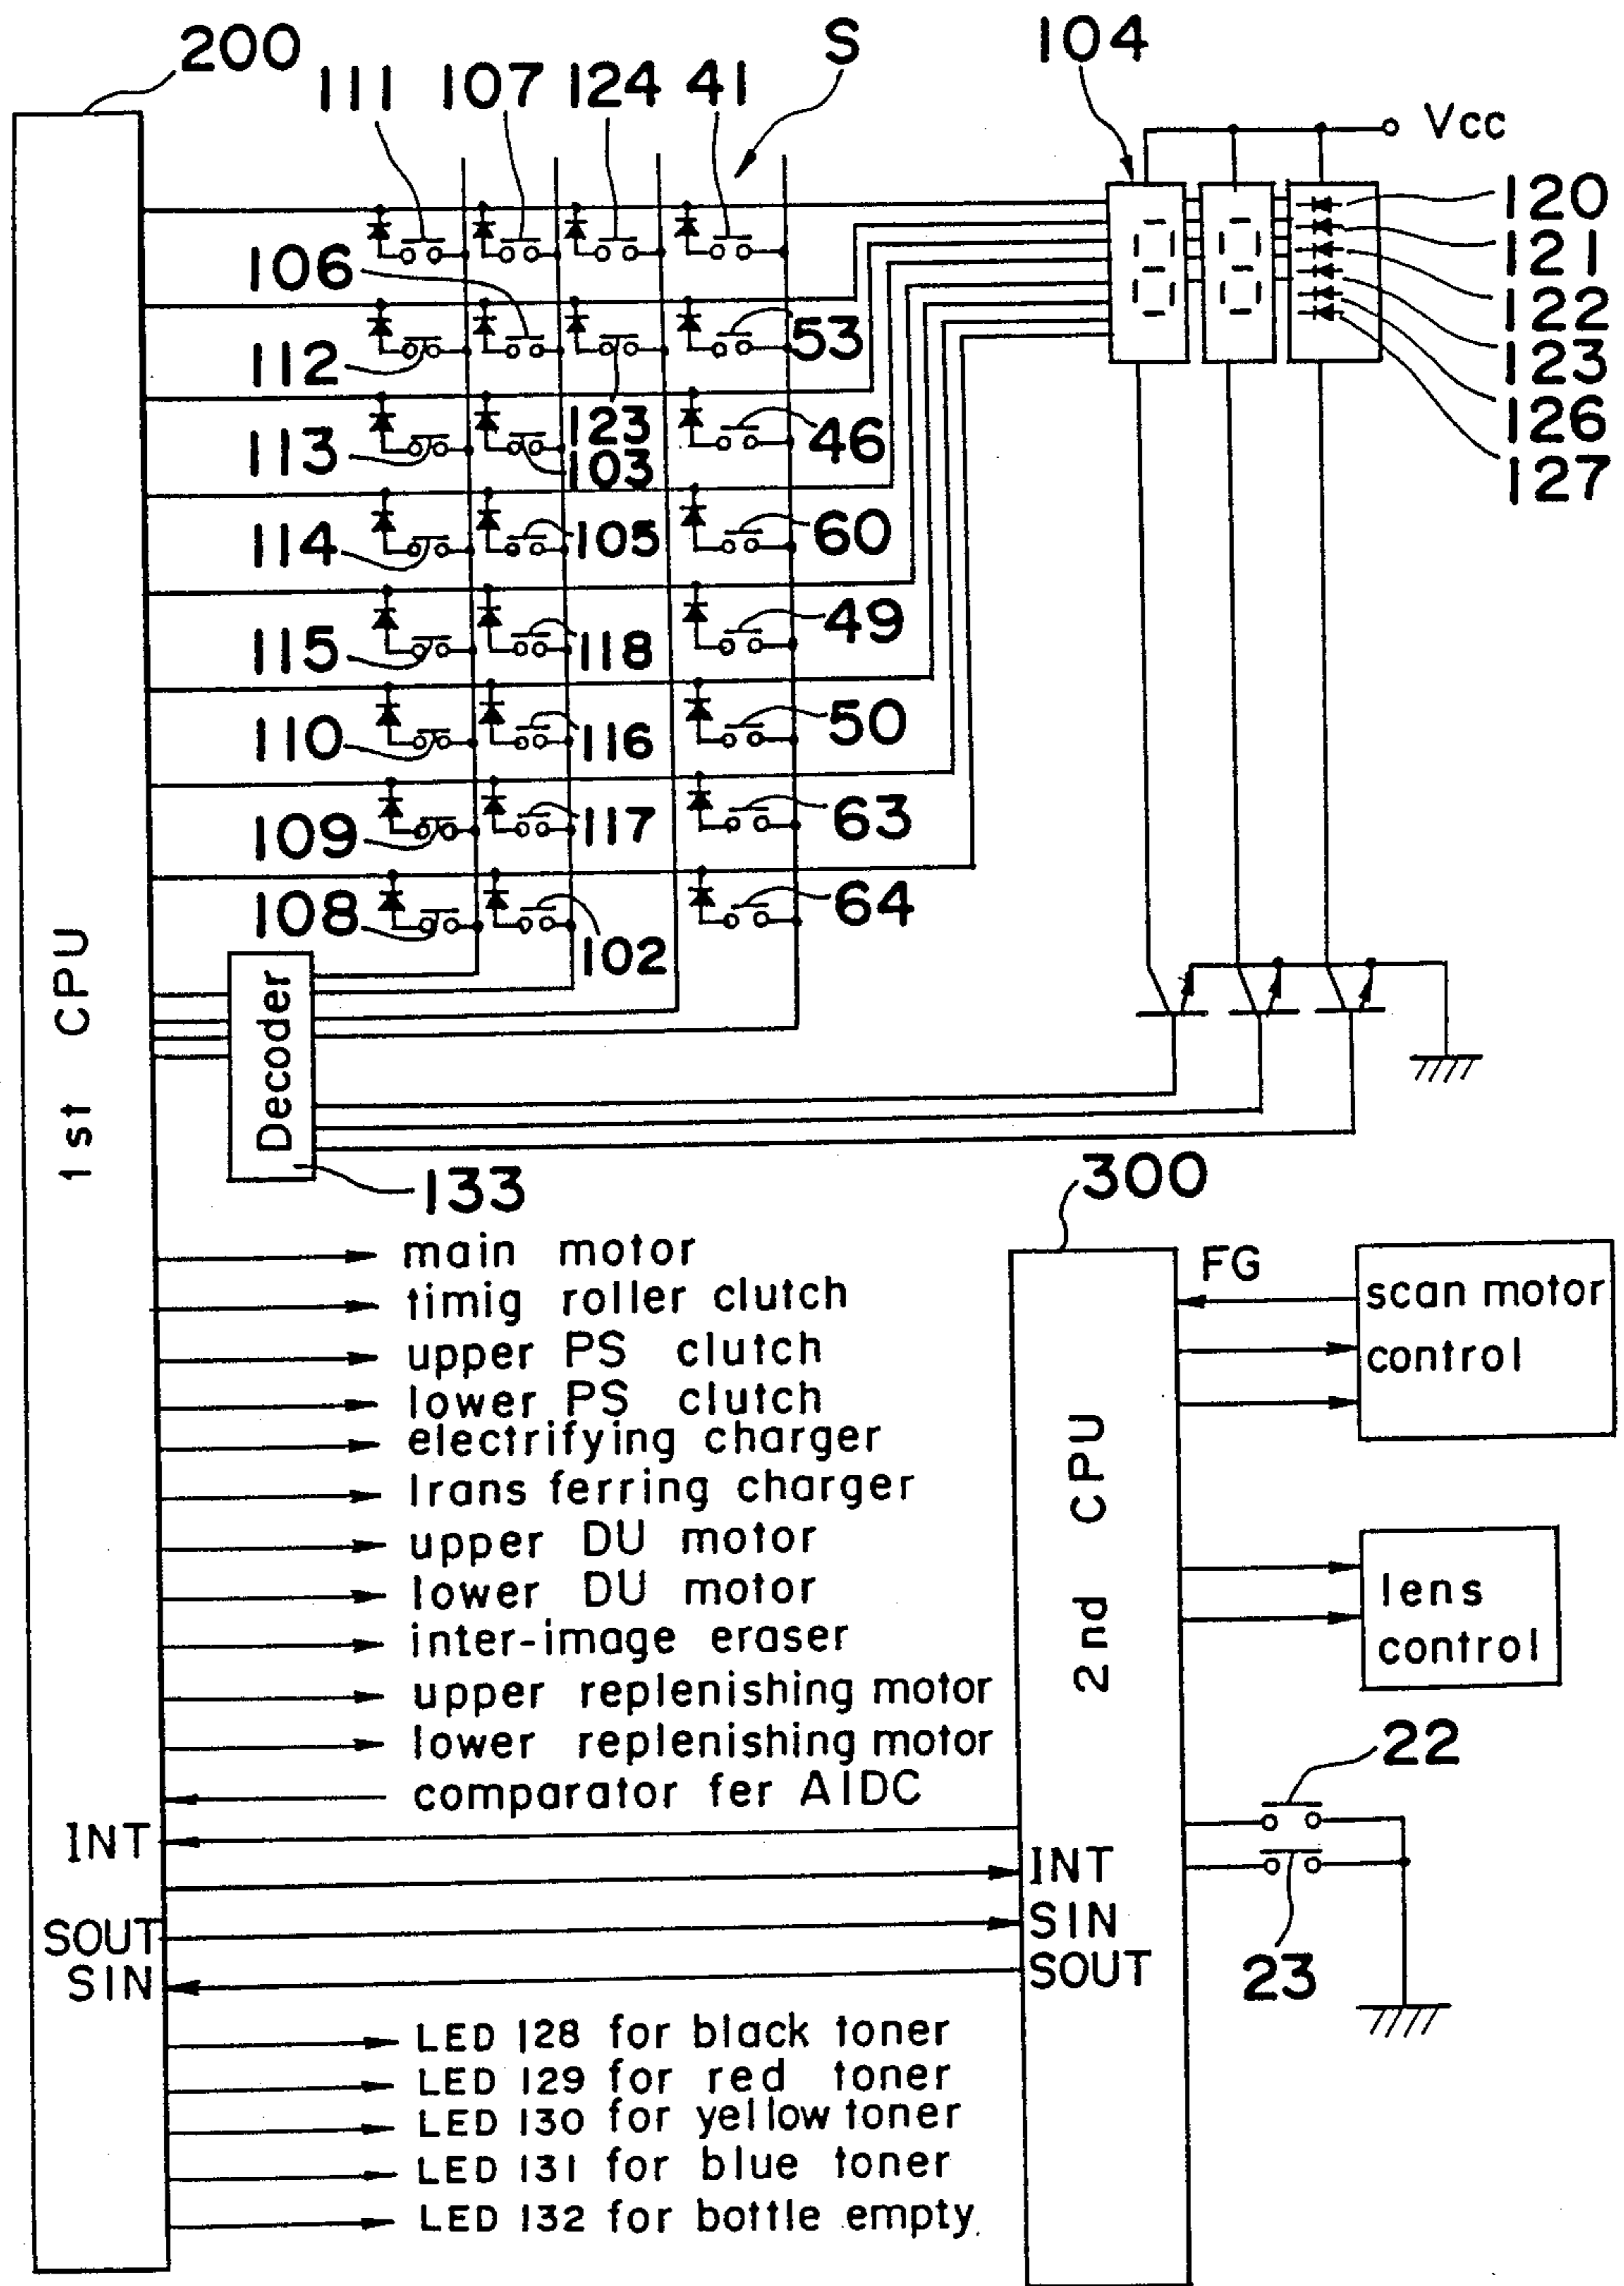 200
S
104
111 107 124 41
Vcc
120
121
122
123
126
127
106
53
112
123
103
46
113
114
105
60
115
118
49
110
116
50
109
117
63
108
102
64
1st CPU
Decoder
133
300
main motor
timig roller clutch
upper PS clutch
lower PS clutch
electrifying charger
lrans ferring charger
upper DU motor
lower DU motor
inter-image eraser
upper replenishing motor
lower replenishing motor
comparator fer AIDC
FG
scan motor
control
2nd CPU
lens
control
22
23
INT
INT
SOUT
SIN
SIN
SOUT
LED 128 for black toner
LED 129 for red toner
LED 130 for yellow toner
LED 131 for blue toner
LED 132 for bottle empty